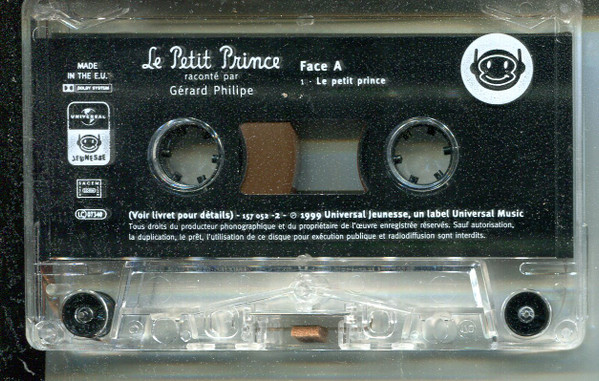 MADE
IN THE E.U.
DOLBY SYSTEM
UNIVERSAL
JEUNESSE
SACEM
LC 07340
Le Petit Prince
raconté par
Gérard Philipe
Face A
1 - Le petit prince
(Voir livret pour détails) - 157 052 -2 - ℗ 1999 Universal Jeunesse, un label Universal Music
Tous droits du producteur phonographique et du propriétaire de l'œuvre enregistrée réservés. Sauf autorisation,
la duplication, le prêt, l'utilisation de ce disque pour exécution publique et radiodiffusion sont interdits.